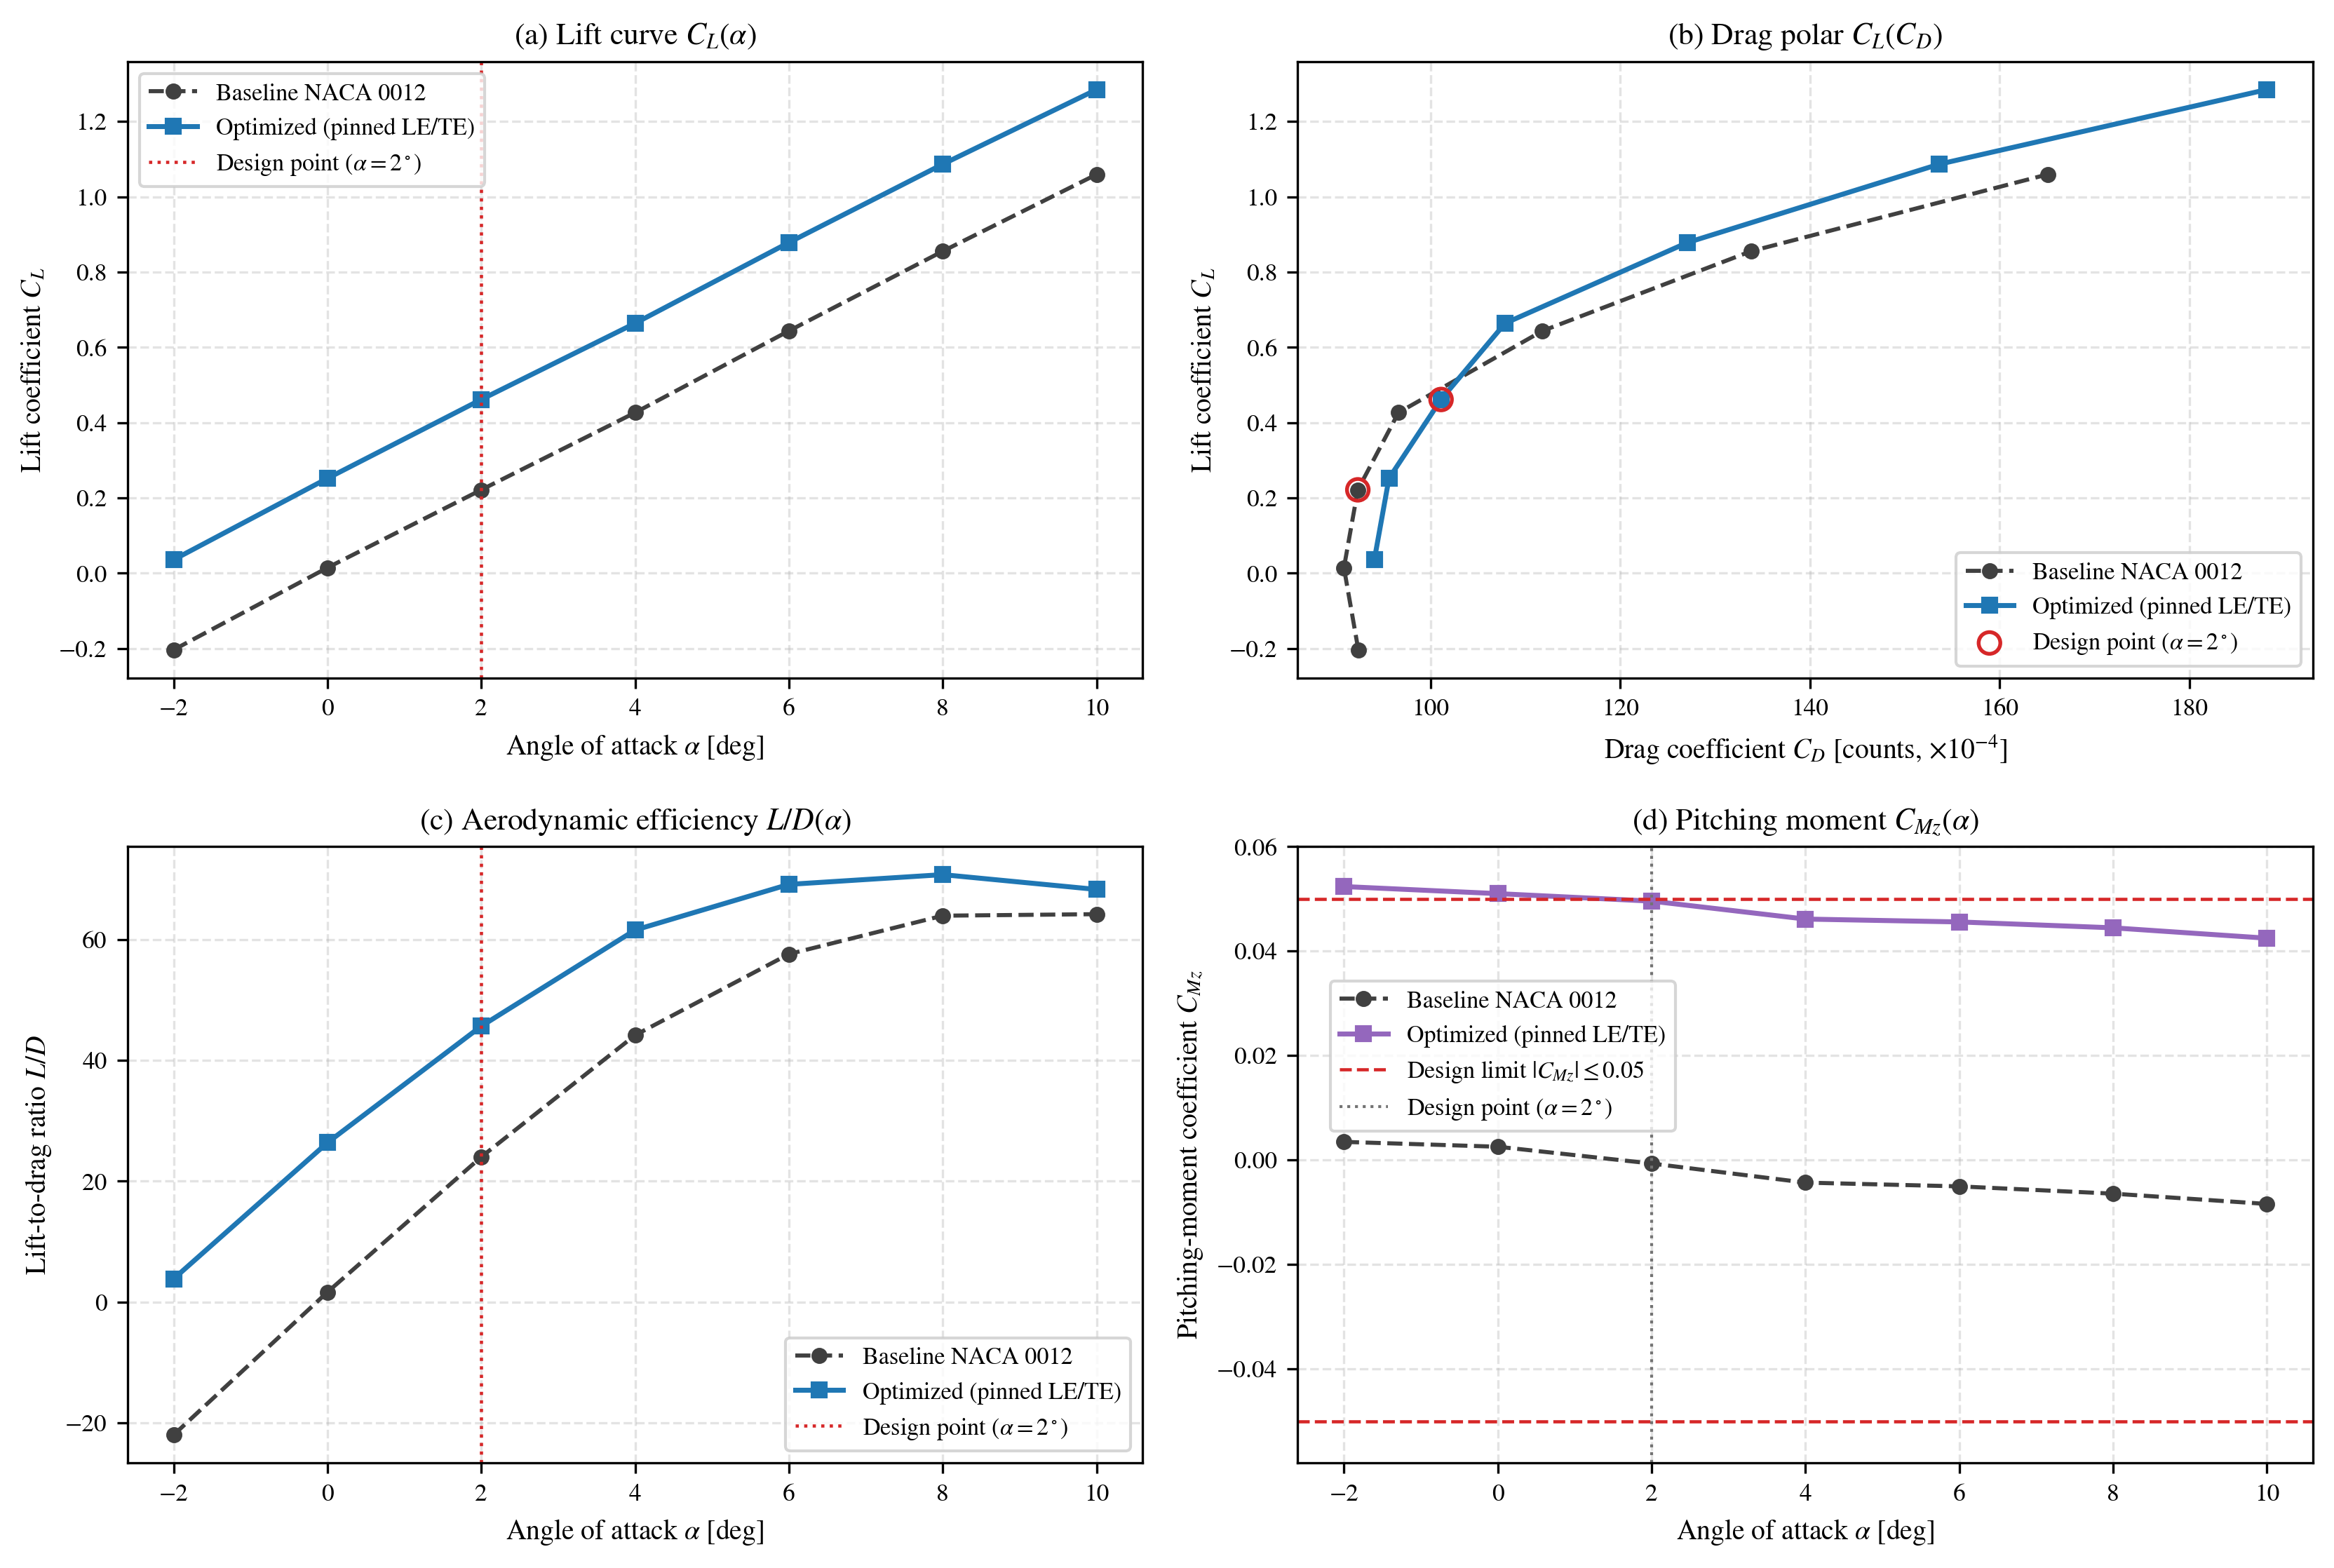 (a) Lift curve C_L(α)
Baseline NACA 0012
Optimized (pinned LE/TE)
Design point (α = 2°)
Lift coefficient C_L
1.2
1.0
0.8
0.6
0.4
0.2
0.0
−0.2
−2 0 2 4 6 8 10
Angle of attack α [deg]
(b) Drag polar C_L(C_D)
Lift coefficient C_L
1.2
1.0
0.8
0.6
0.4
0.2
0.0
−0.2
Baseline NACA 0012
Optimized (pinned LE/TE)
Design point (α = 2°)
100 120 140 160 180
Drag coefficient C_D [counts, ×10⁻⁴]
(c) Aerodynamic efficiency L/D(α)
Lift-to-drag ratio L/D
60
40
20
0
−20
Baseline NACA 0012
Optimized (pinned LE/TE)
Design point (α = 2°)
−2 0 2 4 6 8 10
Angle of attack α [deg]
(d) Pitching moment C_Mz(α)
Pitching-moment coefficient C_Mz
0.06
0.04
0.02
0.00
−0.02
−0.04
Baseline NACA 0012
Optimized (pinned LE/TE)
Design limit |C_Mz| ≤ 0.05
Design point (α = 2°)
−2 0 2 4 6 8 10
Angle of attack α [deg]